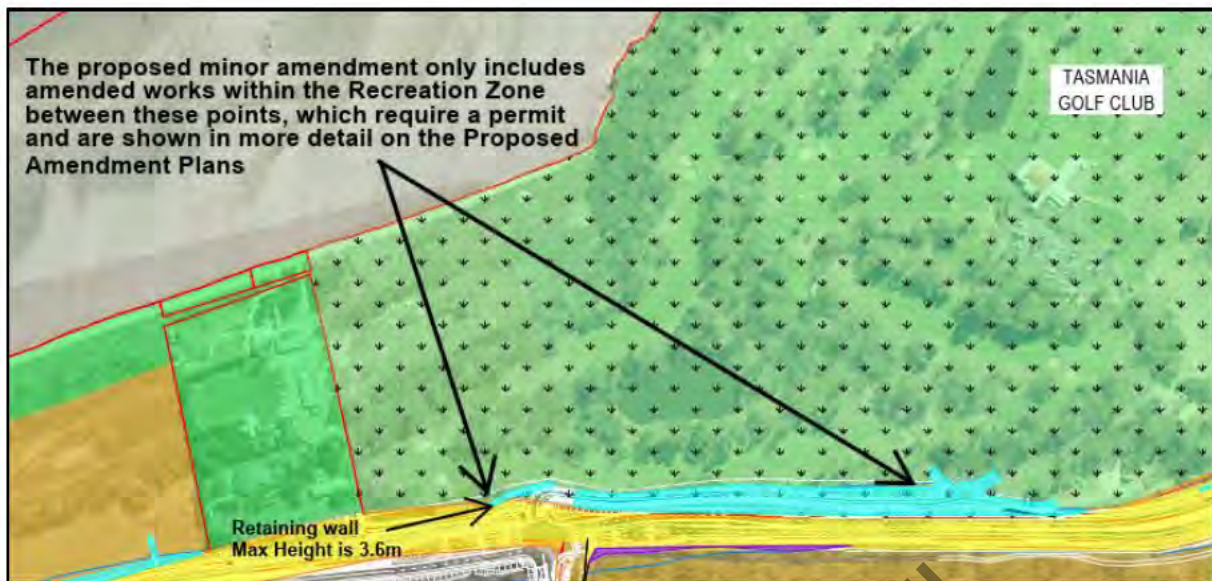 The proposed minor amendment only includes
amended works within the Recreation Zone
between these points, which require a permit
and are shown in more detail on the Proposed
Amendment Plans
TASMANIA
GOLF CLUB
Retaining wall
Max Height is 3.6m